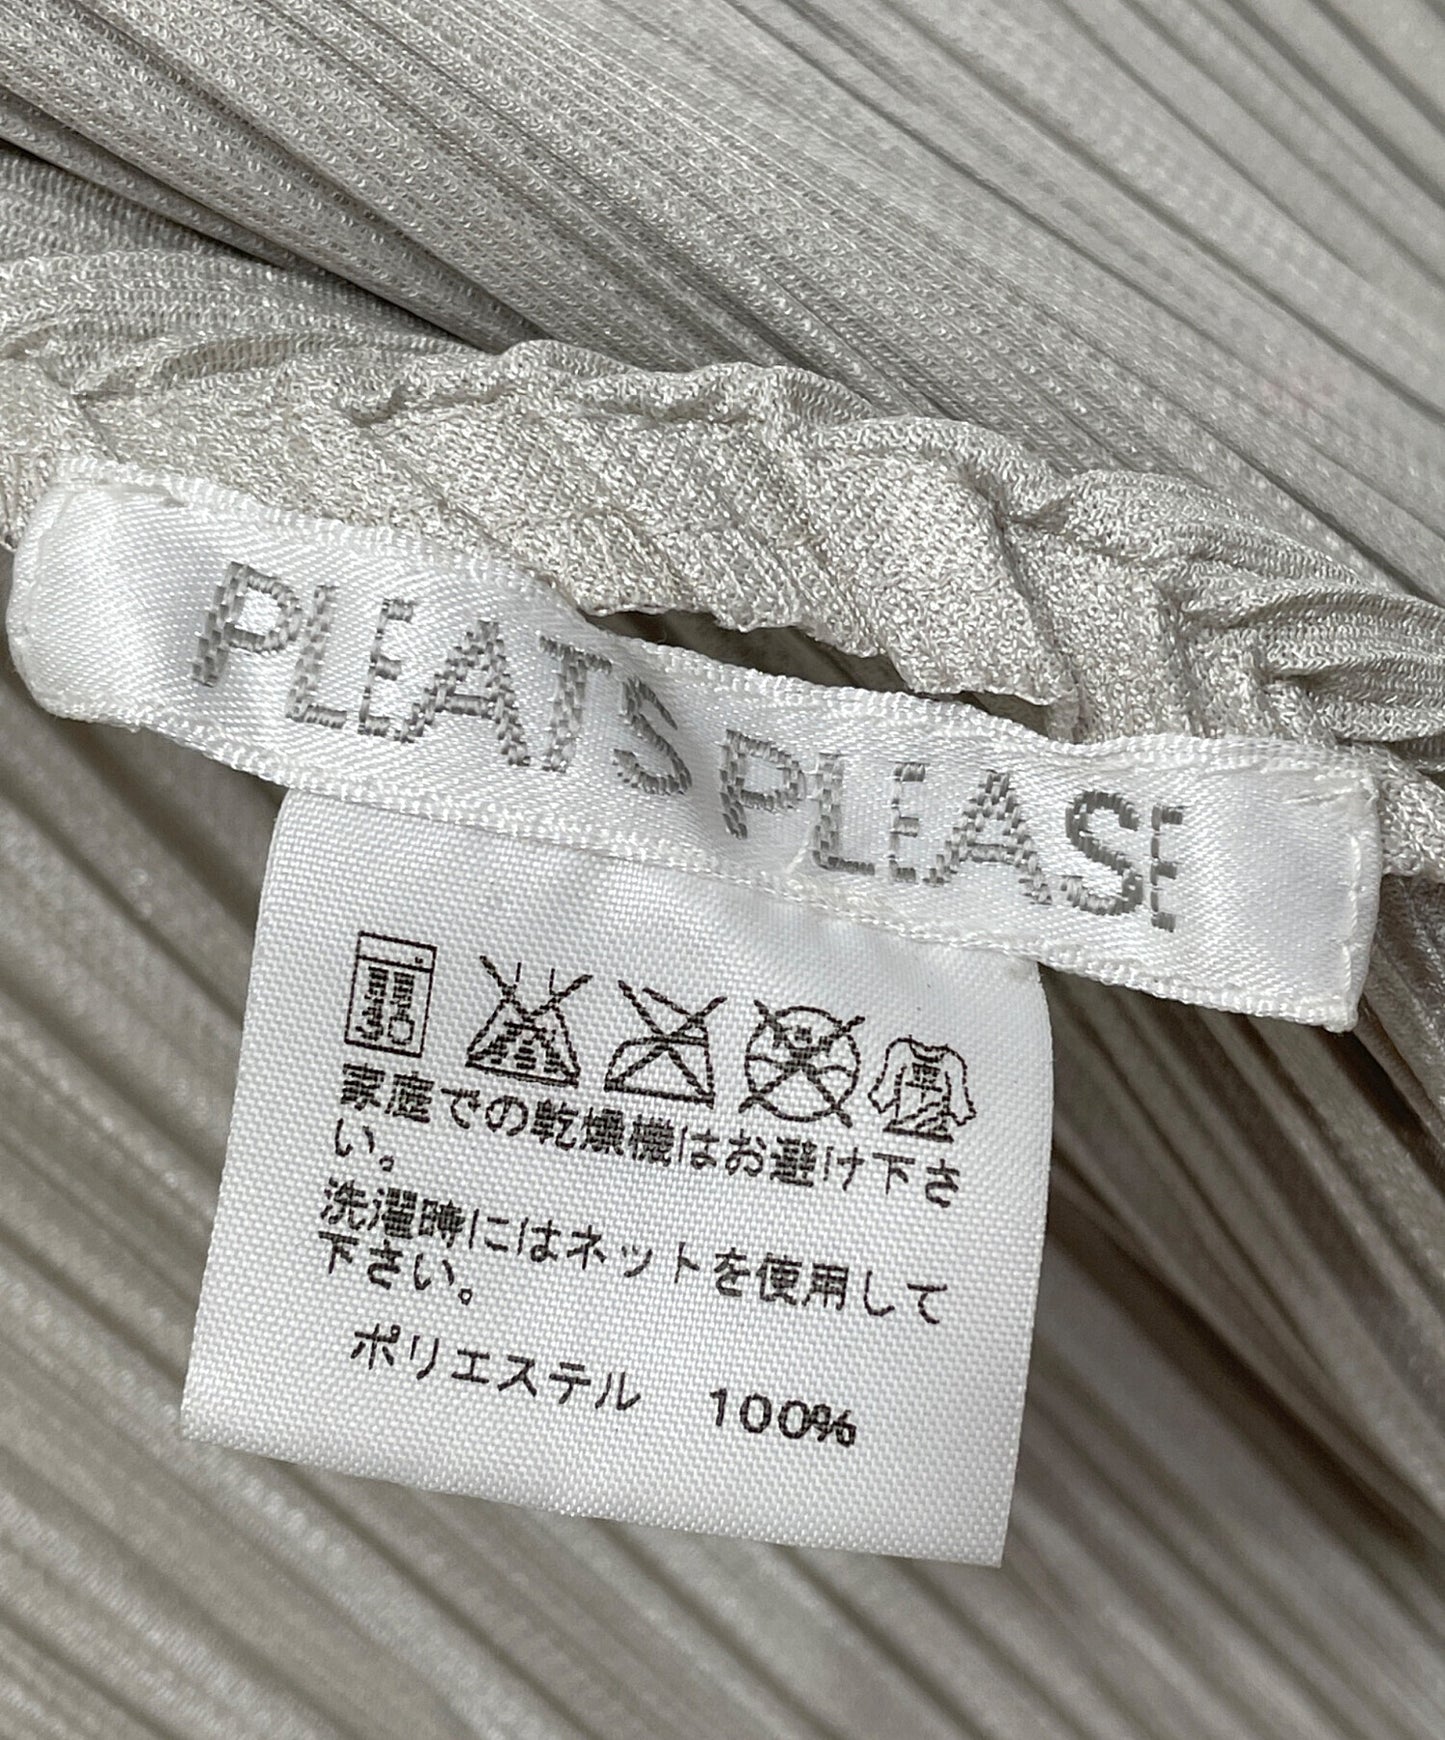 PLEATS PLEASE
家庭での乾燥機はお避け下さ
い。
洗濯時にはネットを使用して
下さい。
ポリエステル 100%